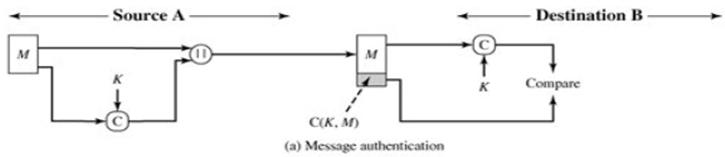 Source A
Destination B
M
K
C
||
M
C(K, M)
C
K
Compare
(a) Message authentication